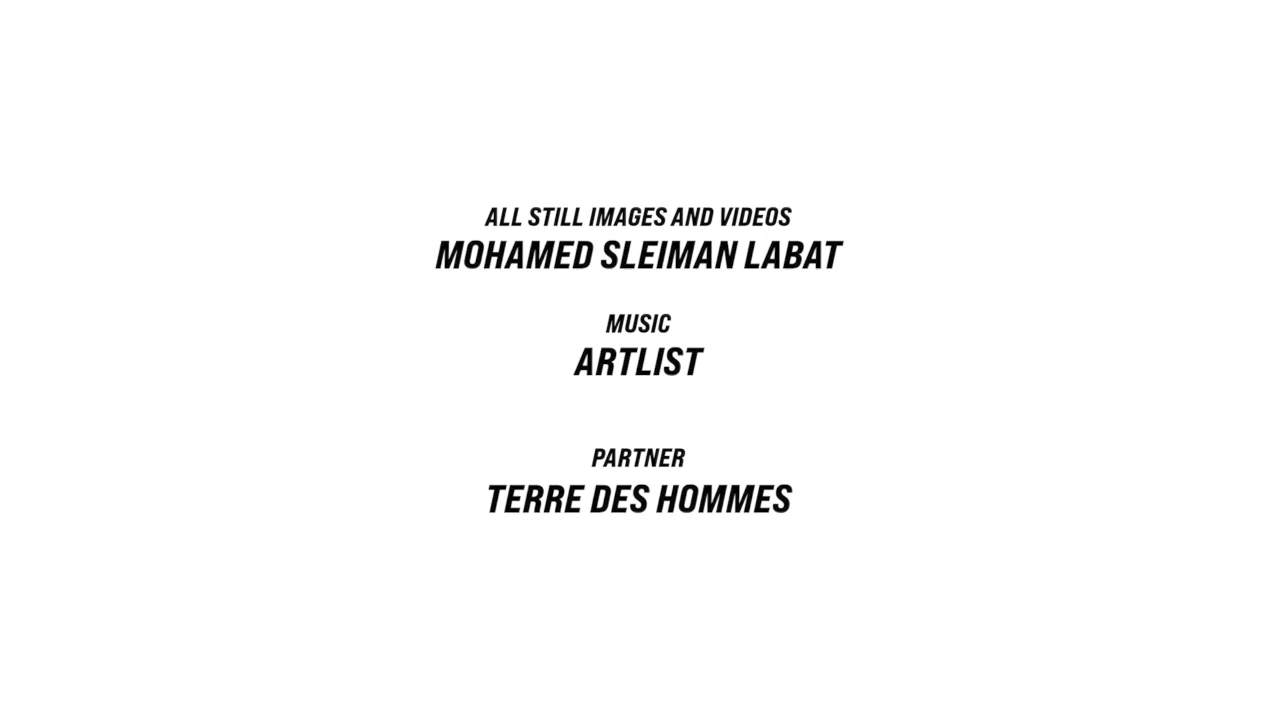 ALL STILL IMAGES AND VIDEOS
MOHAMED SLEIMAN LABAT
MUSIC
ARTLIST
PARTNER
TERRE DES HOMMES